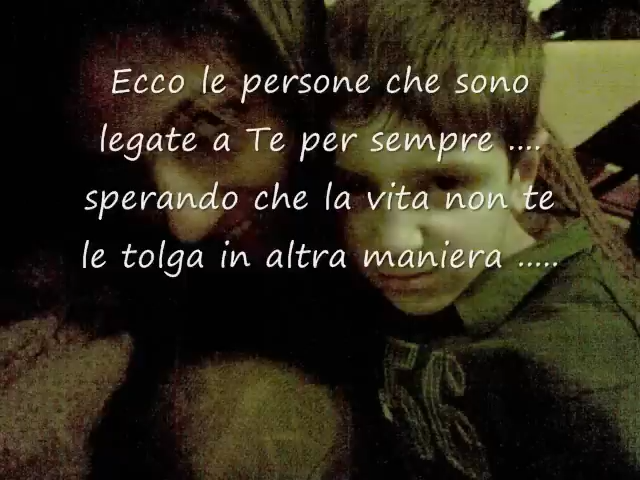 Ecco le persone che sono
legate a Te per sempre ....
sperando che la vita non te
le tolga in altra maniera .....